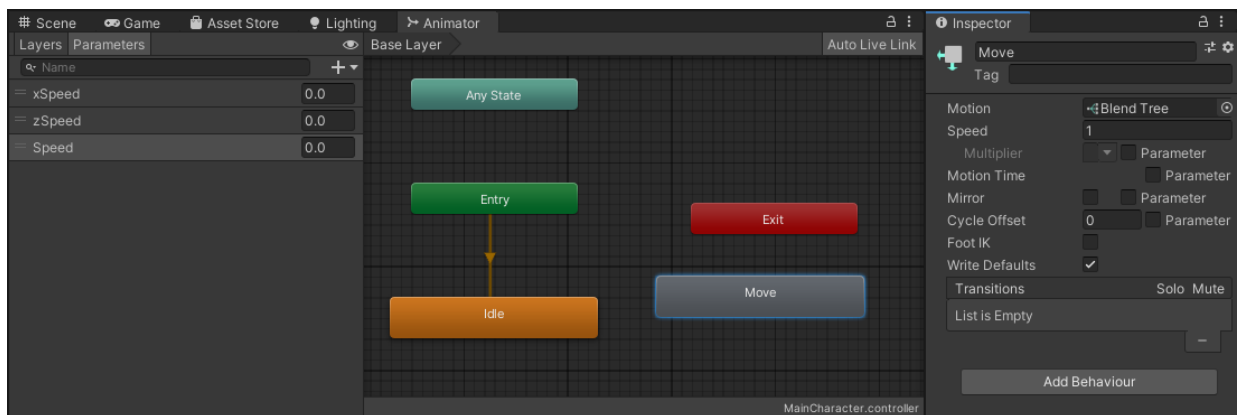 Scene Game Asset Store Lighting Animator
Layers Parameters
Name
xSpeed 0.0
zSpeed 0.0
Speed 0.0
Base Layer Auto Live Link
Any State
Entry
Exit
Move
Idle
MainCharacter.controller
Inspector
Move
Tag
Motion Blend Tree
Speed 1
Multiplier Parameter
Motion Time Parameter
Mirror Parameter
Cycle Offset 0 Parameter
Foot IK
Write Defaults
Transitions Solo Mute
List is Empty
Add Behaviour